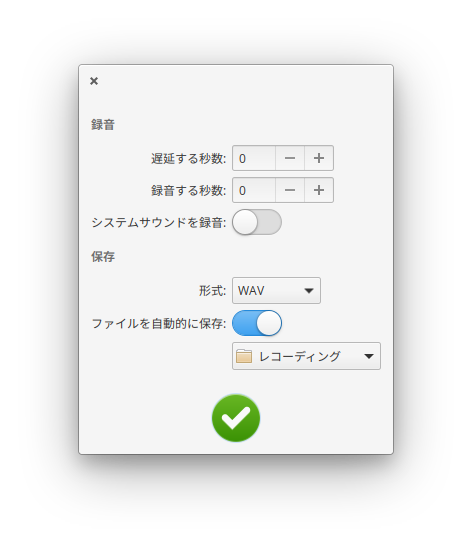 録音
遅延する秒数: 0
録音する秒数: 0
システムサウンドを録音:
保存
形式: WAV
ファイルを自動的に保存:
レコーディング